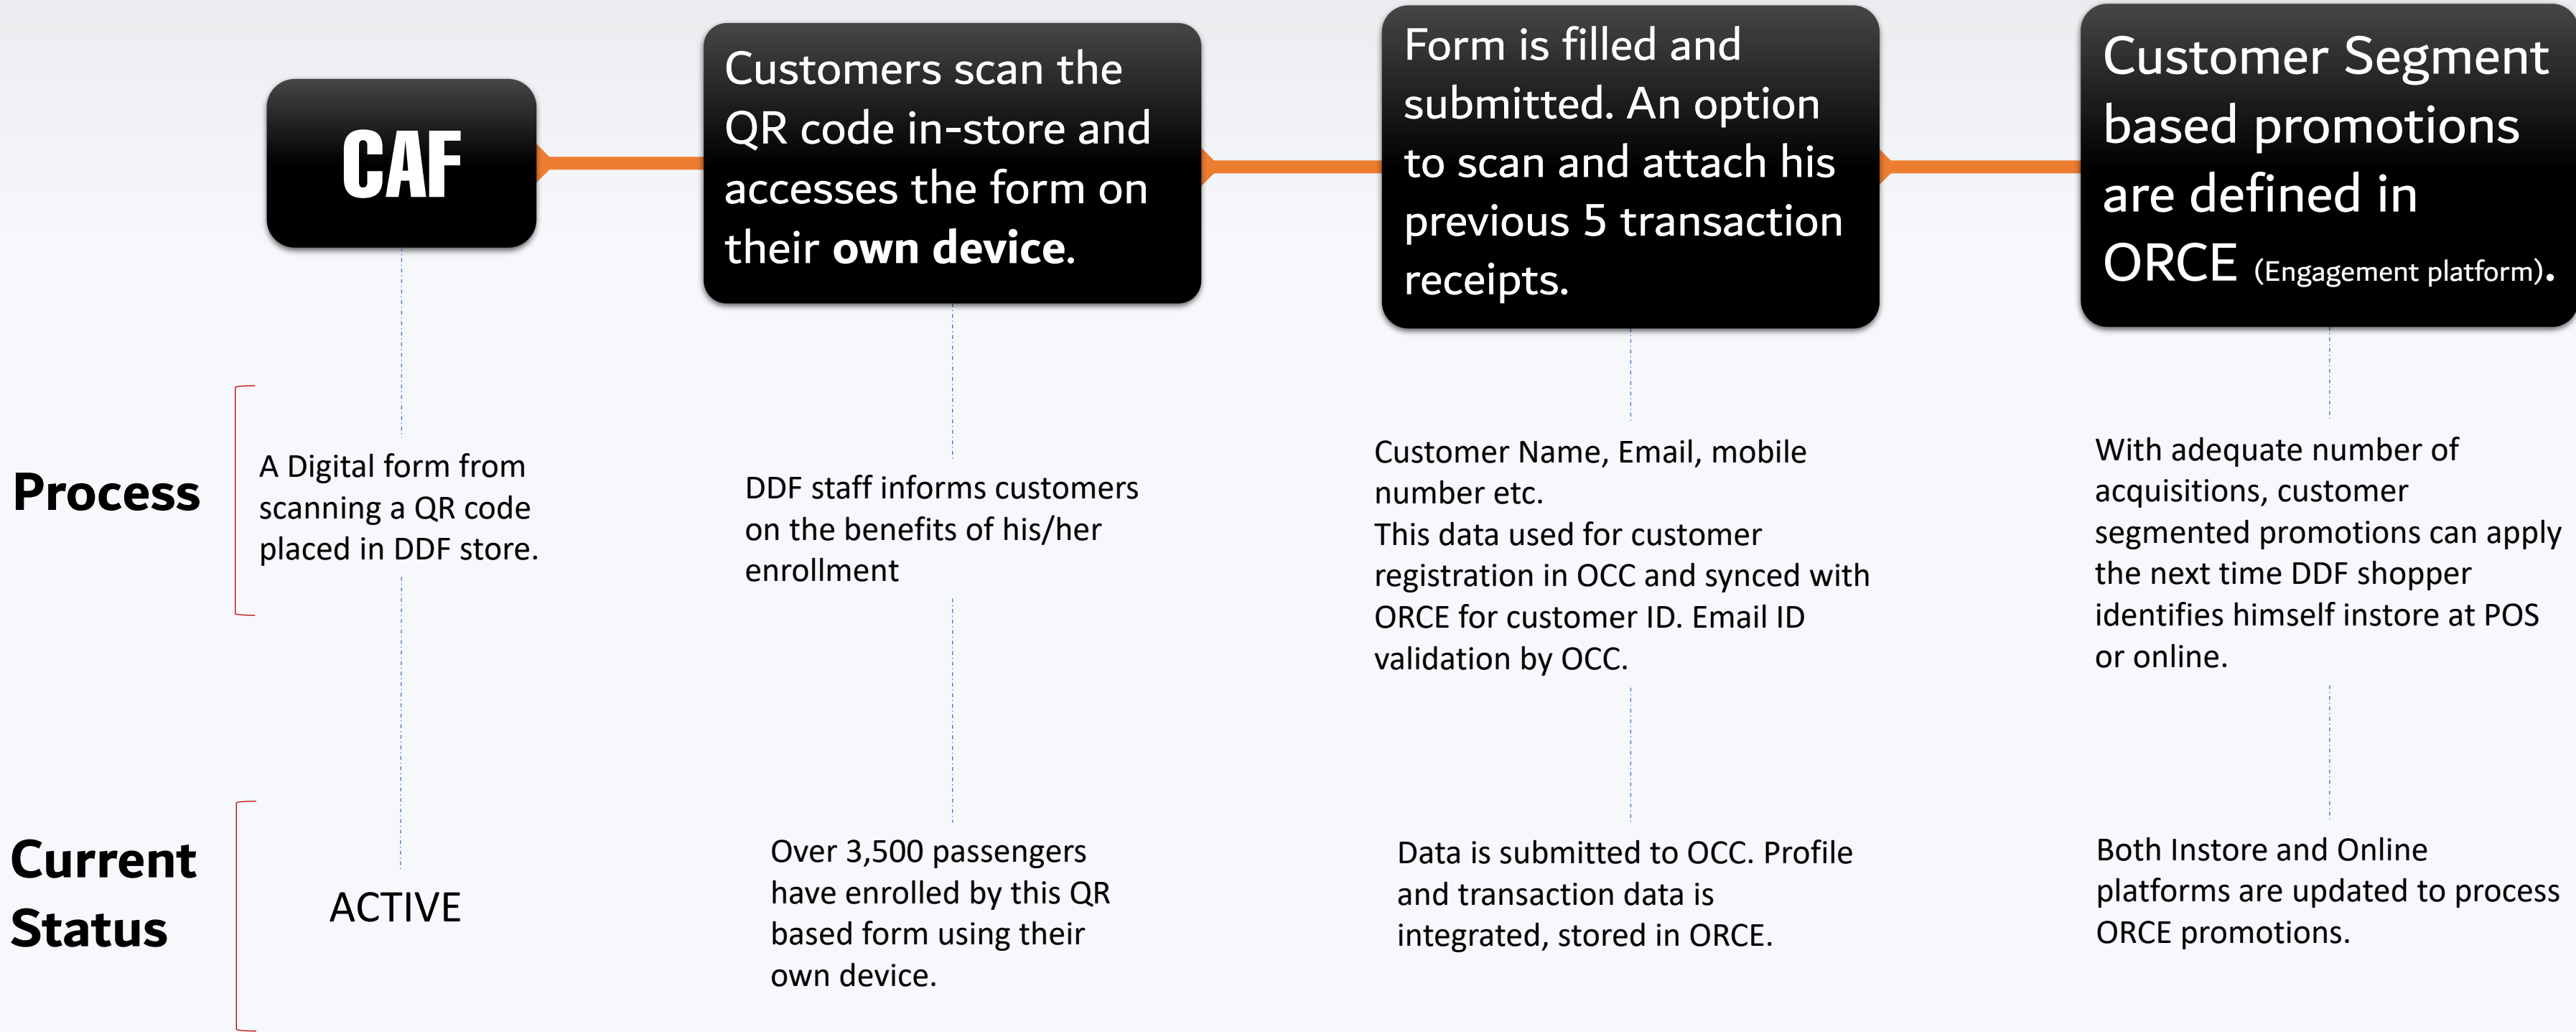 CAF
Customers scan the
QR code in-store and
accesses the form on
their own device.
Form is filled and
submitted. An option
to scan and attach his
previous 5 transaction
receipts.
Customer Segment
based promotions
are defined in
ORCE (Engagement platform).
Process
A Digital form from
scanning a QR code
placed in DDF store.
DDF staff informs customers
on the benefits of his/her
enrollment
Customer Name, Email, mobile
number etc.
This data used for customer
registration in OCC and synced with
ORCE for customer ID. Email ID
validation by OCC.
With adequate number of
acquisitions, customer
segmented promotions can apply
the next time DDF shopper
identifies himself instore at POS
or online.
Current
Status
ACTIVE
Over 3,500 passengers
have enrolled by this QR
based form using their
own device.
Data is submitted to OCC. Profile
and transaction data is
integrated, stored in ORCE.
Both Instore and Online
platforms are updated to process
ORCE promotions.